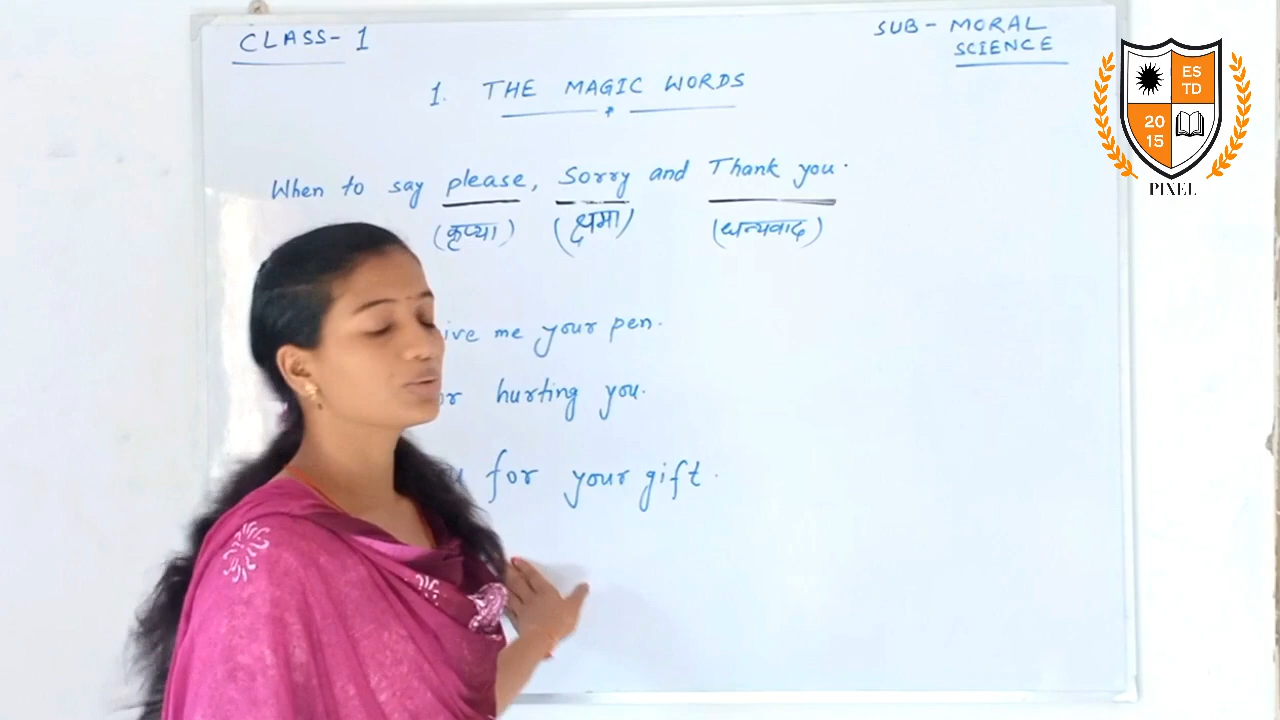 CLASS- 1
SUB - MORAL
SCIENCE
1. THE MAGIC WORDS
When to say please, Sorry and Thank you.
(कृप्या) (क्षमा) (धन्यवाद)
me your pen.
hurting you.
for your gift.
ES
TD
20
15
PIXEL